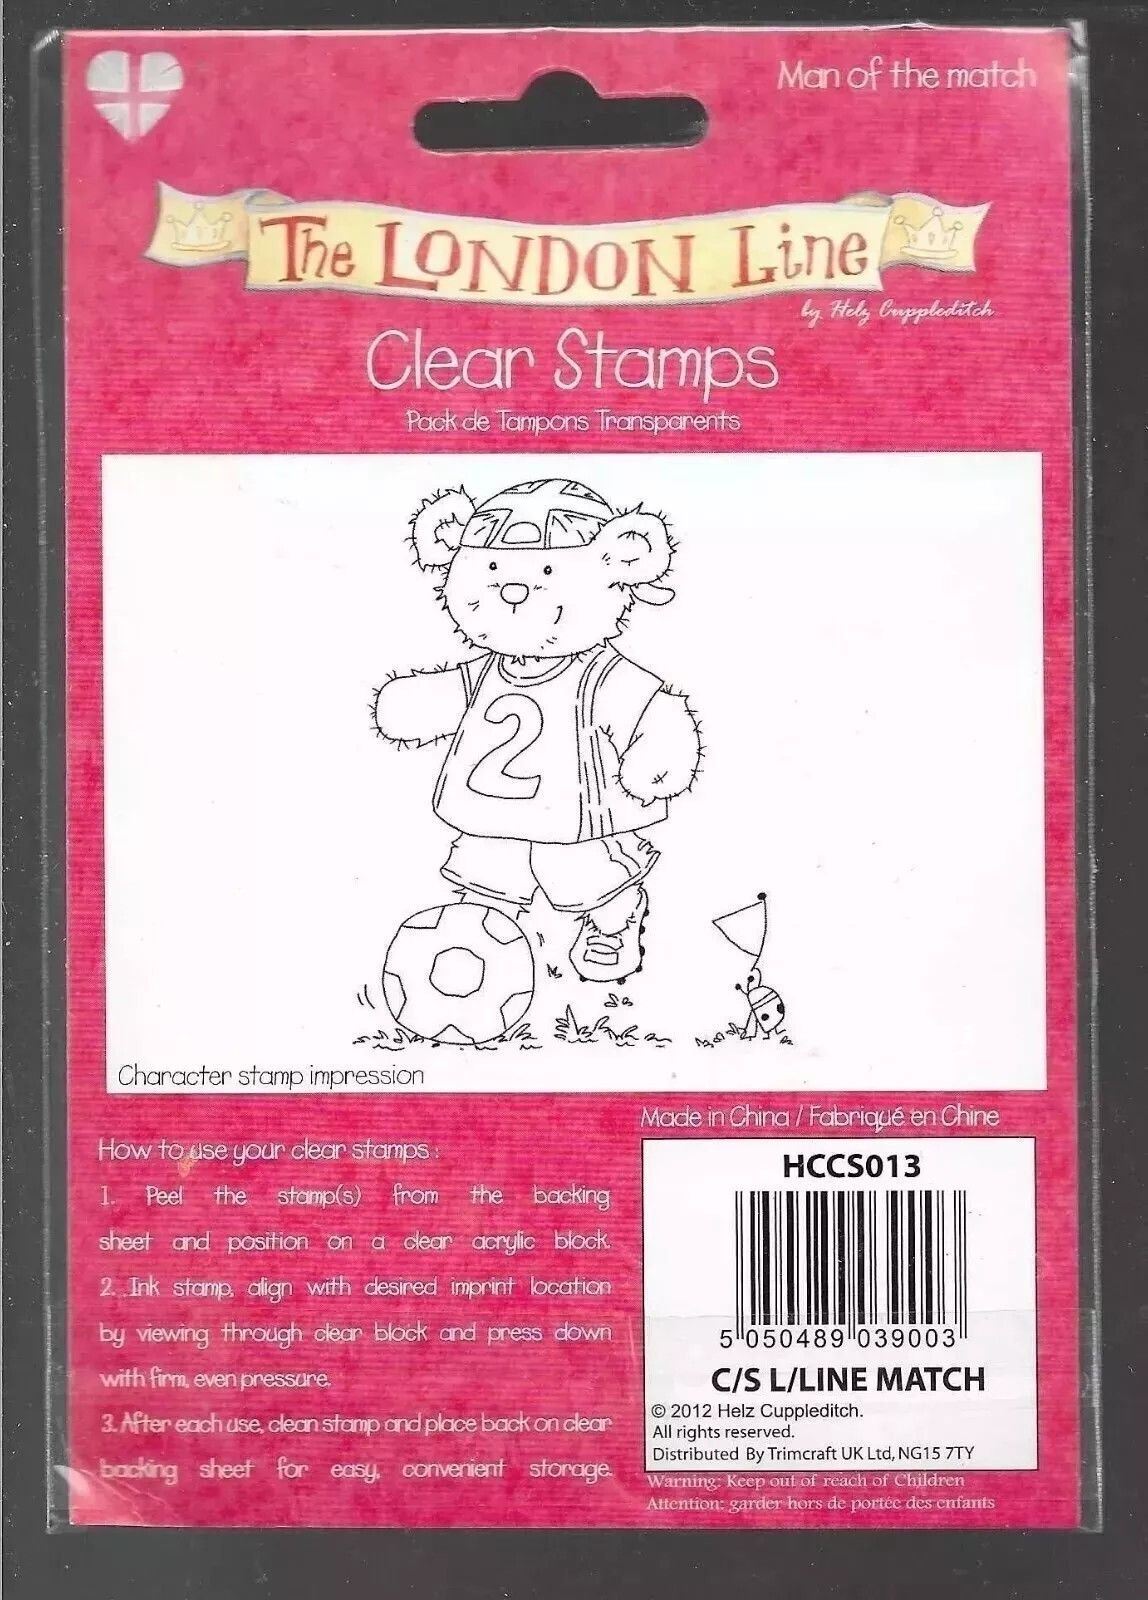 Man of the match
The LONDON Line
by Helz Cuppleditch
Clear Stamps
Pack de Tampons Transparents
2
Character stamp impression
How to use your clear stamps :
1. Peel the stamp(s) from the backing
sheet and position on a clear acrylic block.
2. Ink stamp, align with desired imprint location
by viewing through clear block and press down
with firm, even pressure.
3. After each use, clean stamp and place back on clear
backing sheet for easy, convenient storage.
Made in China / Fabriqué en Chine
HCCS013
5 050489 039003
C/S L/LINE MATCH
© 2012 Helz Cuppleditch.
All rights reserved.
Distributed By Trimcraft UK Ltd, NG15 7TY
Warning: Keep out of reach of Children
Attention: garder hors de portée des enfants